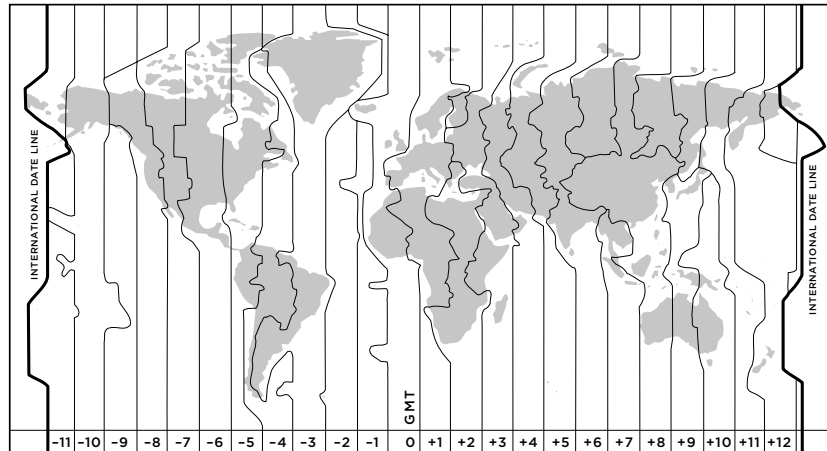 INTERNATIONAL DATE LINE
INTERNATIONAL DATE LINE
GMT
-11 -10 -9 -8 -7 -6 -5 -4 -3 -2 -1 0 +1 +2 +3 +4 +5 +6 +7 +8 +9 +10 +11 +12